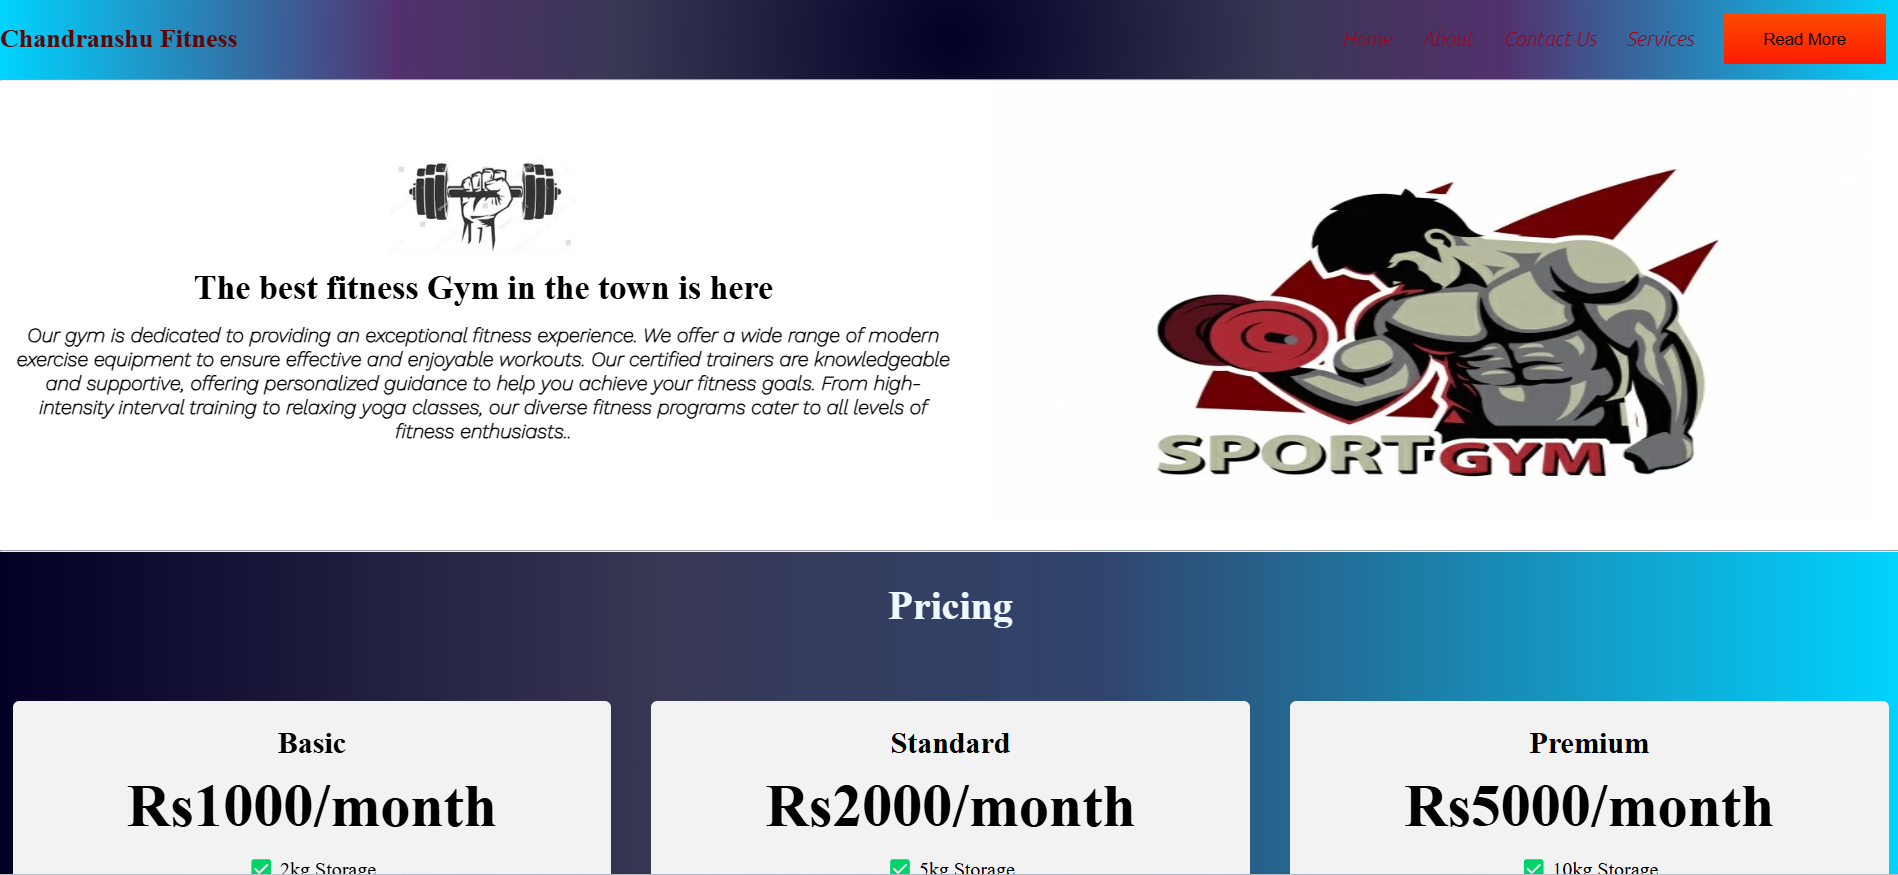 Chandranshu Fitness
Home
About
Contact Us
Services
Read More
The best fitness Gym in the town is here
Our gym is dedicated to providing an exceptional fitness experience. We offer a wide range of modern
exercise equipment to ensure effective and enjoyable workouts. Our certified trainers are knowledgeable
and supportive, offering personalized guidance to help you achieve your fitness goals. From high-
intensity interval training to relaxing yoga classes, our diverse fitness programs cater to all levels of
fitness enthusiasts..
SPORT GYM
Pricing
Basic
Rs1000/month
2kg Storage
Standard
Rs2000/month
5kg Storage
Premium
Rs5000/month
10kg Storage